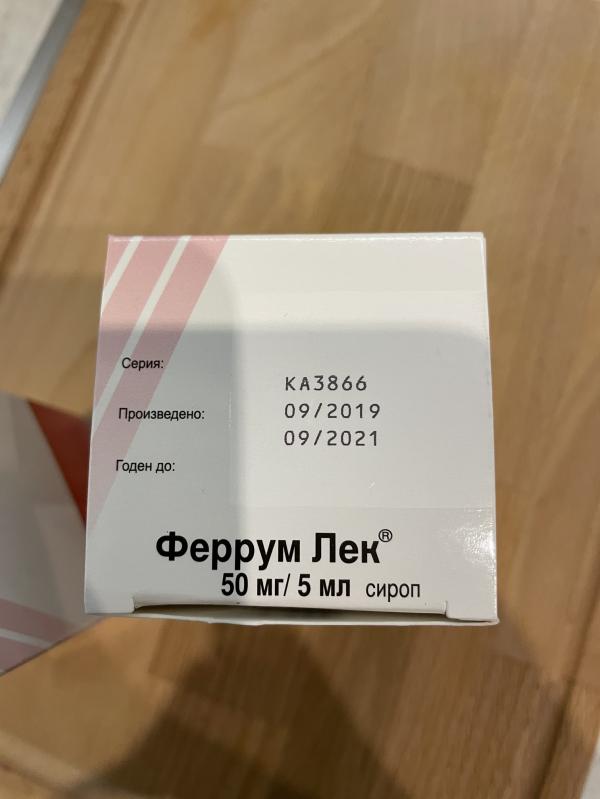 Серия:
KA3866
Произведено:
09/2019
09/2021
Годен до:
Феррум Лек®
50 мг/ 5 мл сироп